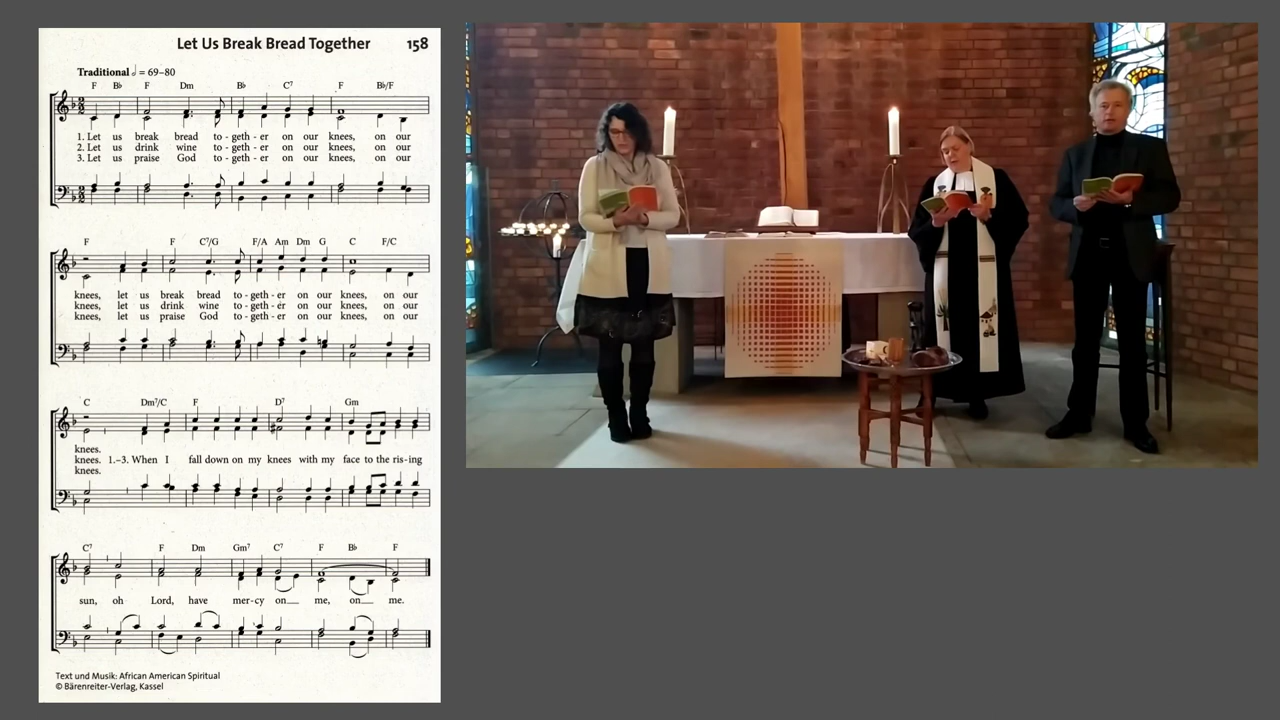 Let Us Break Bread Together 158
Traditional 𝅗𝅥 = 69–80
F B♭ F Dm B♭ C⁷ F B♭/F
1. Let us break bread to - geth - er on our knees, on our
2. Let us drink wine to - geth - er on our knees, on our
3. Let us praise God to - geth - er on our knees, on our
F F C⁷/G F/A Am Dm G C F/C
knees, let us break bread to - geth - er on our knees, on our
knees, let us drink wine to - geth - er on our knees, on our
knees, let us praise God to - geth - er on our knees, on our
C Dm⁷/C F D⁷ Gm
knees.
knees. 1.–3. When I fall down on my knees with my face to the ris - ing
knees.
C⁷ F Dm Gm⁷ C⁷ F B♭ F
sun, oh Lord, have mer - cy on__ me, on__ me.
Text und Musik: African American Spiritual
© Bärenreiter-Verlag, Kassel